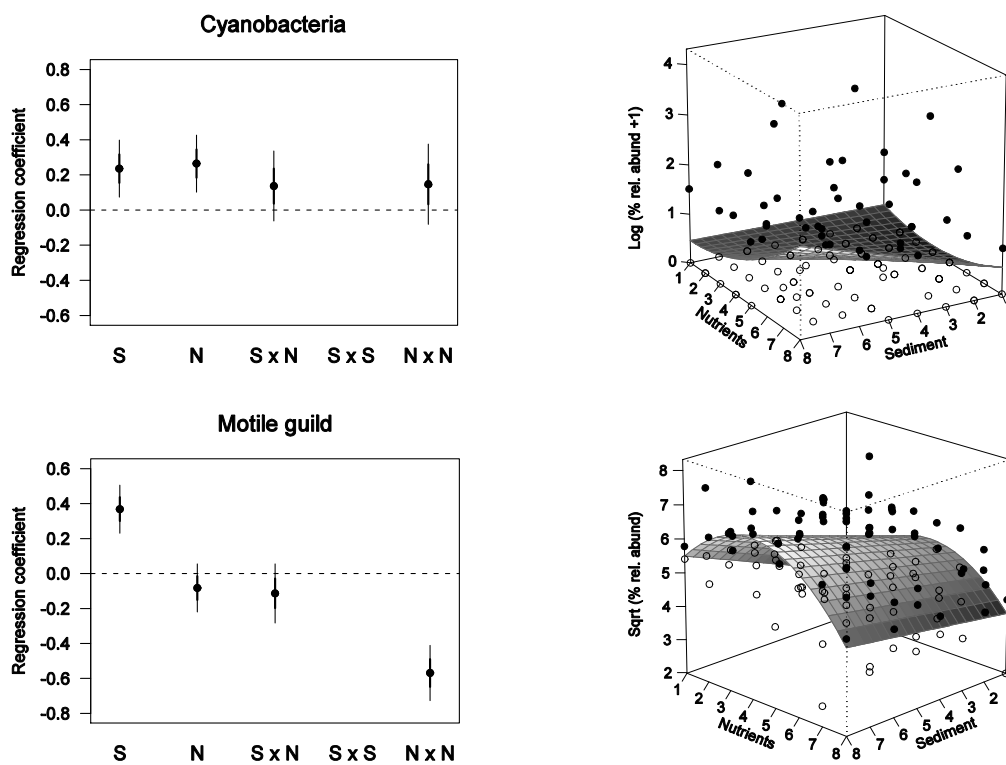 Cyanobacteria
Regression coefficient
0.8
0.6
0.4
0.2
0.0
-0.2
-0.4
-0.6
S N S x N S x S N x N
Log (% rel. abund +1)
4
3
2
1
0
1 2 3 4 5 6 7 8
Nutrients
8 7 6 5 4 3 2 1
Sediment
Motile guild
Regression coefficient
0.6
0.4
0.2
0.0
-0.2
-0.4
-0.6
-0.8
S N S x N S x S N x N
Sqrt (% rel. abund)
8
7
6
5
4
3
2
1 2 3 4 5 6 7 8
Nutrients
8 7 6 5 4 3 2
Sediment